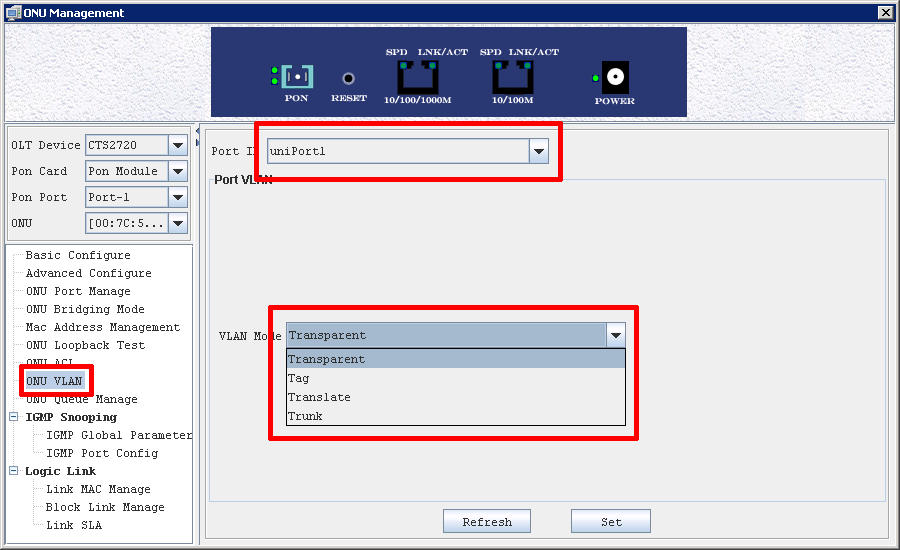 ONU Management
SPD LNK/ACT SPD LNK/ACT
PON RESET 10/100/1000M 10/100M POWER
OLT Device CTS2720
Pon Card Pon Module
Pon Port Port-1
ONU [00:7C:5...
Basic Configure
Advanced Configure
ONU Port Manage
ONU Bridging Mode
Mac Address Management
ONU Loopback Test
ONU ACL
ONU VLAN
ONU Queue Manage
IGMP Snooping
IGMP Global Parameter
IGMP Port Config
Logic Link
Link MAC Manage
Block Link Manage
Link SLA
Port I uniPort1
Port VLAN
VLAN Mode Transparent
Transparent
Tag
Translate
Trunk
Refresh Set